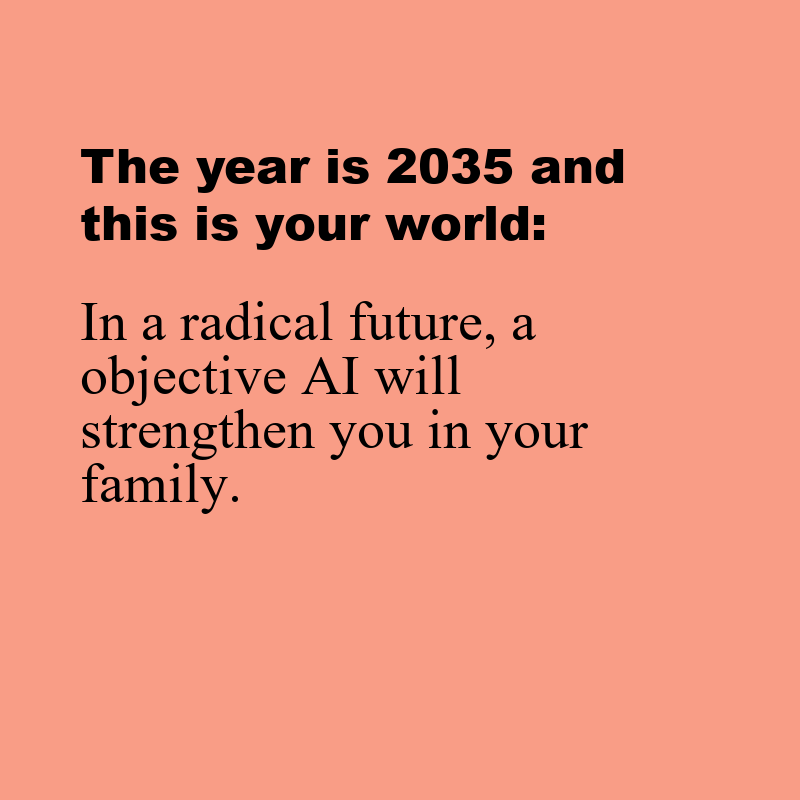 The year is 2035 and
this is your world:
In a radical future, a
objective AI will
strengthen you in your
family.